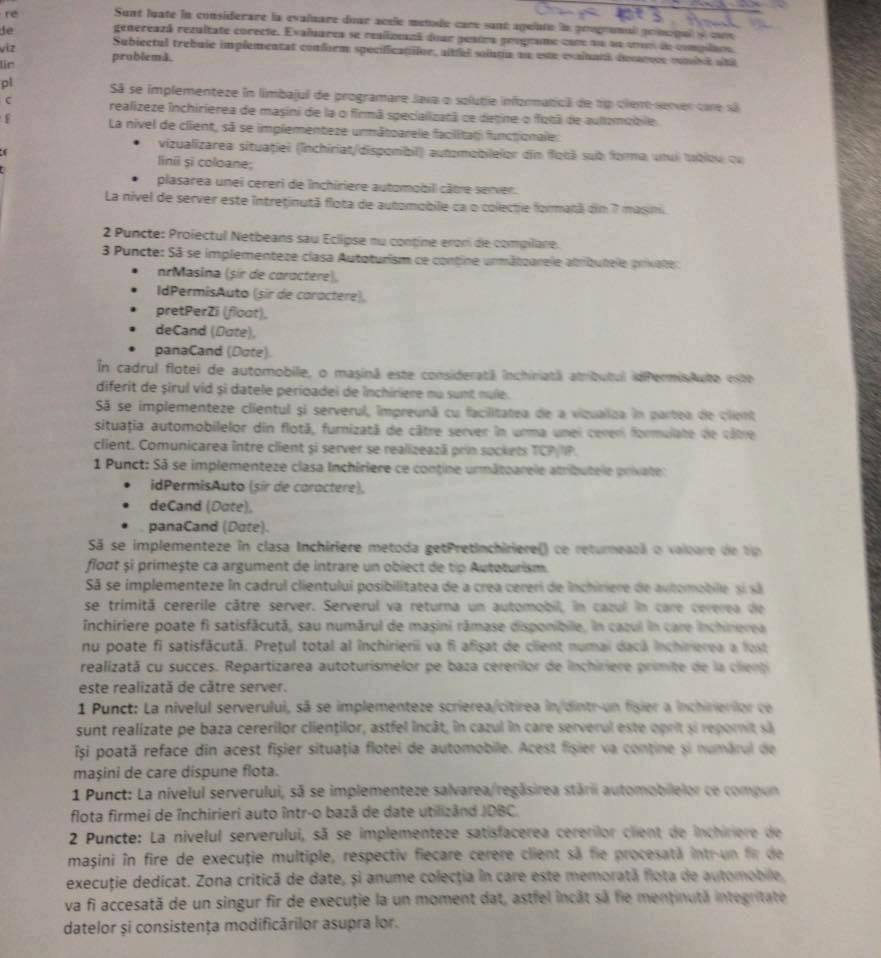 re
de
viz
lin
pl
c
Sunt luate în considerare la evaluare doar acele metode care sunt apelate în programul principal și care
generează rezultate corecte. Evaluarea se realizează doar pentru programe care nu au erori de compilare.
Subiectul trebuie implementat conform specificațiilor, altfel soluția nu este evaluată deoarece rezolvă altă
problemă.
Să se implementeze în limbajul de programare Java o soluție informatică de tip client-server care să
realizeze închirierea de mașini de la o firmă specializată ce deține o flotă de automobile.
La nivel de client, să se implementeze următoarele facilități funcționale:
• vizualizarea situației (închiriat/disponibil) automobilelor din flotă sub forma unui tablou cu
linii și coloane;
• plasarea unei cereri de închiriere automobil către server.
La nivel de server este întreținută flota de automobile ca o colecție formată din 7 mașini.
2 Puncte: Proiectul Netbeans sau Eclipse nu conține erori de compilare.
3 Puncte: Să se implementeze clasa Autoturism ce conține următoarele atributele private:
• nrMasina (șir de caractere),
• IdPermisAuto (șir de caractere),
• pretPerZi (float),
• deCand (Date),
• panaCand (Date).
În cadrul flotei de automobile, o mașină este considerată închiriată atributul idPermisAuto este
diferit de șirul vid și datele perioadei de închiriere nu sunt nule.
Să se implementeze clientul și serverul, împreună cu facilitatea de a vizualiza în partea de client
situația automobilelor din flotă, furnizată de către server în urma unei cereri formulate de către
client. Comunicarea între client și server se realizează prin sockets TCP/IP.
1 Punct: Să se implementeze clasa Inchiriere ce conține următoarele atributele private:
• idPermisAuto (șir de caractere),
• deCand (Date),
• panaCand (Date).
Să se implementeze în clasa Inchiriere metoda getPretInchiriere() ce returnează o valoare de tip
float și primește ca argument de intrare un obiect de tip Autoturism.
Să se implementeze în cadrul clientului posibilitatea de a crea cereri de închiriere de automobile și să
se trimită cererile către server. Serverul va returna un automobil, în cazul în care cererea de
închiriere poate fi satisfăcută, sau numărul de mașini rămase disponibile, în cazul în care închirierea
nu poate fi satisfăcută. Prețul total al închirierii va fi afișat de client numai dacă închirierea a fost
realizată cu succes. Repartizarea autoturismelor pe baza cererilor de închiriere primite de la clienți
este realizată de către server.
1 Punct: La nivelul serverului, să se implementeze scrierea/citirea în/dintr-un fișier a închirierilor ce
sunt realizate pe baza cererilor clienților, astfel încât, în cazul în care serverul este oprit și repornit să
își poată reface din acest fișier situația flotei de automobile. Acest fișier va conține și numărul de
mașini de care dispune flota.
1 Punct: La nivelul serverului, să se implementeze salvarea/regăsirea stării automobilelor ce compun
flota firmei de închirieri auto într-o bază de date utilizând JDBC.
2 Puncte: La nivelul serverului, să se implementeze satisfacerea cererilor client de închiriere de
mașini în fire de execuție multiple, respectiv fiecare cerere client să fie procesată într-un fir de
execuție dedicat. Zona critică de date, și anume colecția în care este memorată flota de automobile,
va fi accesată de un singur fir de execuție la un moment dat, astfel încât să fie menținută integritate
datelor și consistența modificărilor asupra lor.